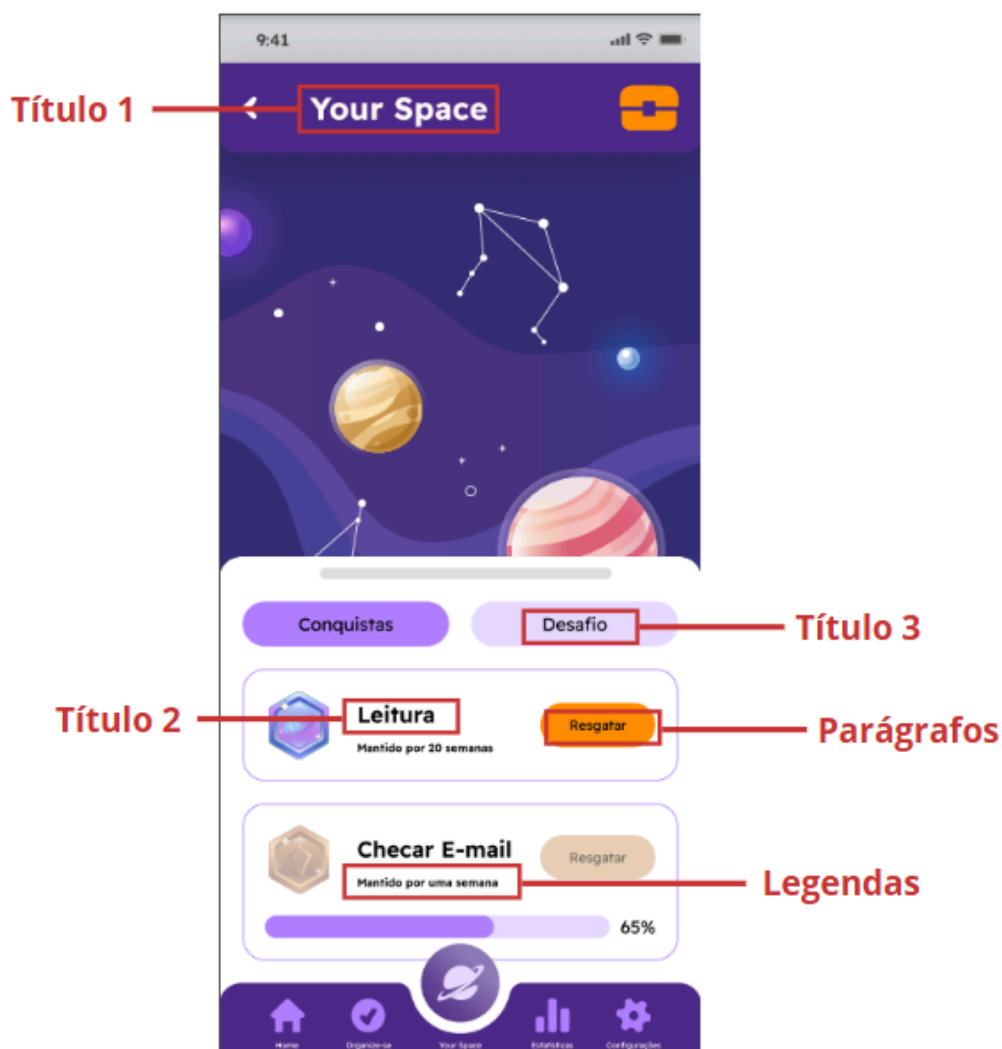 9:41
Título 1
Your Space
Conquistas
Desafio
Título 3
Título 2
Leitura
Mantido por 20 semanas
Resgatar
Parágrafos
Checar E-mail
Mantido por uma semana
Resgatar
Legendas
65%
Home
Organize-se
Your Space
Estatísticas
Configurações